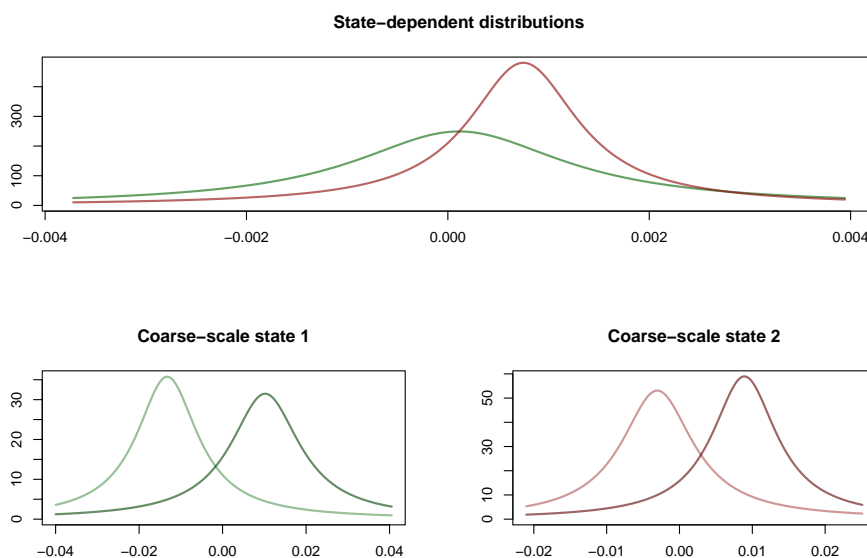 State−dependent distributions
300
100
0
−0.004 −0.002 0.000 0.002 0.004
Coarse−scale state 1
30
20
10
0
−0.04 −0.02 0.00 0.02 0.04
Coarse−scale state 2
50
30
10
0
−0.02 −0.01 0.00 0.01 0.02